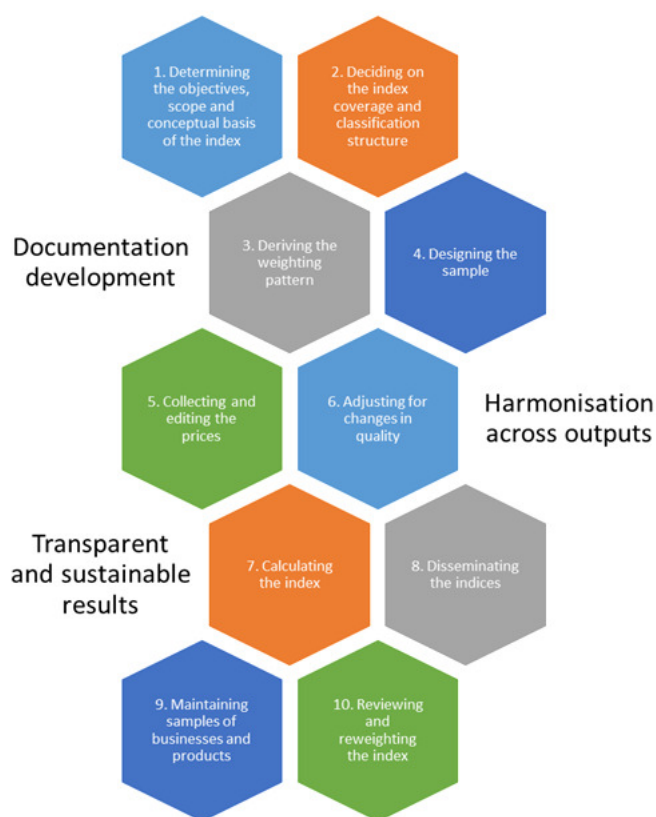 1. Determining
the objectives,
scope and
conceptual basis
of the index
2. Deciding on
the index
coverage and
classification
structure
Documentation
development
3. Deriving the
weighting
pattern
4. Designing the
sample
5. Collecting and
editing the
prices
6. Adjusting for
changes in
quality
Harmonisation
across outputs
Transparent
and sustainable
results
7. Calculating
the index
8. Disseminating
the indices
9. Maintaining
samples of
businesses and
products
10. Reviewing
and
reweighting
the index